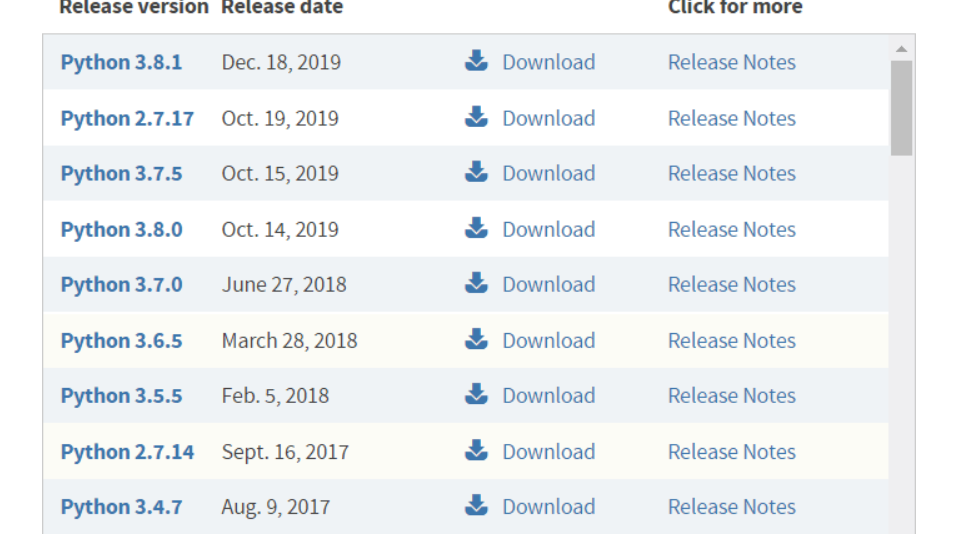 Release version Release date Click for more
Python 3.8.1 Dec. 18, 2019 Download Release Notes
Python 2.7.17 Oct. 19, 2019 Download Release Notes
Python 3.7.5 Oct. 15, 2019 Download Release Notes
Python 3.8.0 Oct. 14, 2019 Download Release Notes
Python 3.7.0 June 27, 2018 Download Release Notes
Python 3.6.5 March 28, 2018 Download Release Notes
Python 3.5.5 Feb. 5, 2018 Download Release Notes
Python 2.7.14 Sept. 16, 2017 Download Release Notes
Python 3.4.7 Aug. 9, 2017 Download Release Notes